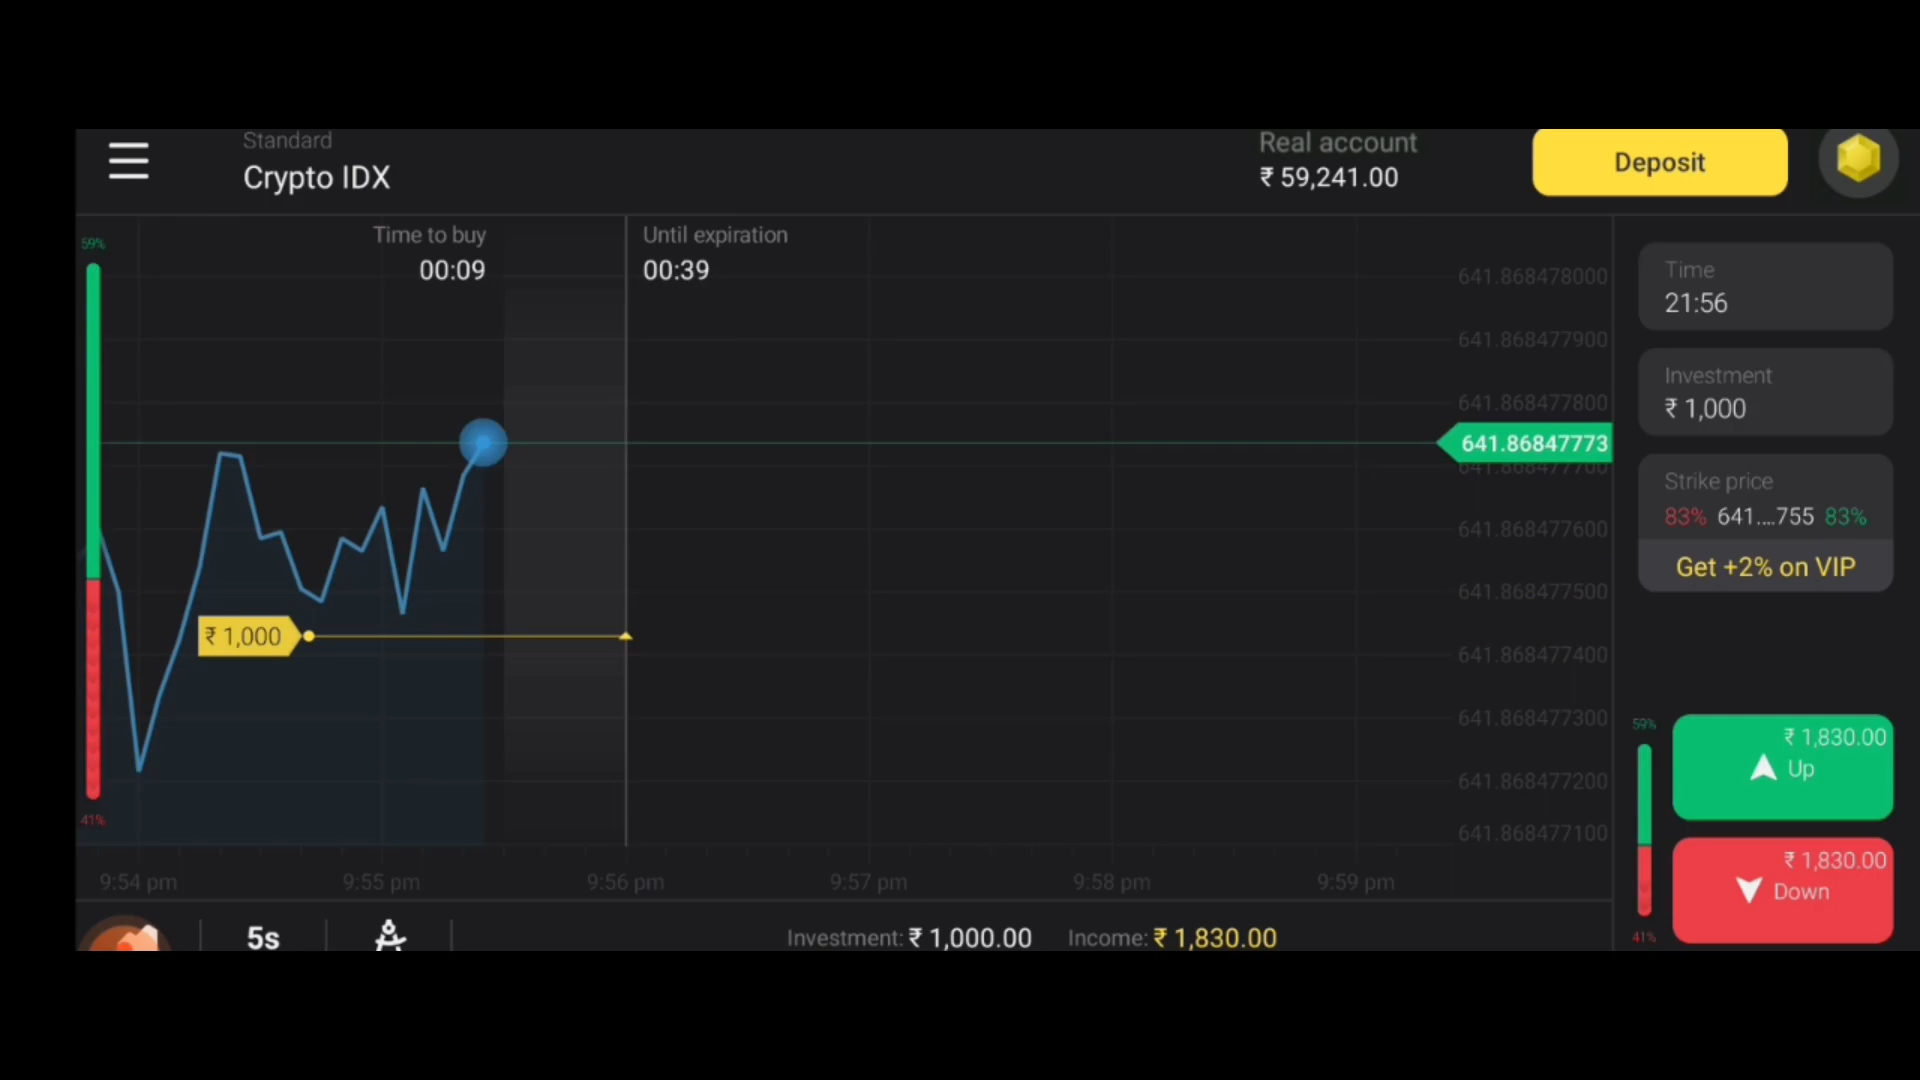 Standard
Crypto IDX
Real account
₹ 59,241.00
Deposit
59%
Time to buy
00:09
Until expiration
00:39
641.868478000
641.868477900
641.868477800
641.86847773
641.868477700
641.868477600
641.868477500
641.868477400
641.868477300
641.868477200
641.868477100
₹ 1,000
41%
9:54 pm
9:55 pm
9:56 pm
9:57 pm
9:58 pm
9:59 pm
5s
Investment: ₹ 1,000.00
Income: ₹ 1,830.00
Time
21:56
Investment
₹ 1,000
Strike price
83% 641....755 83%
Get +2% on VIP
59%
₹ 1,830.00
Up
₹ 1,830.00
Down
41%